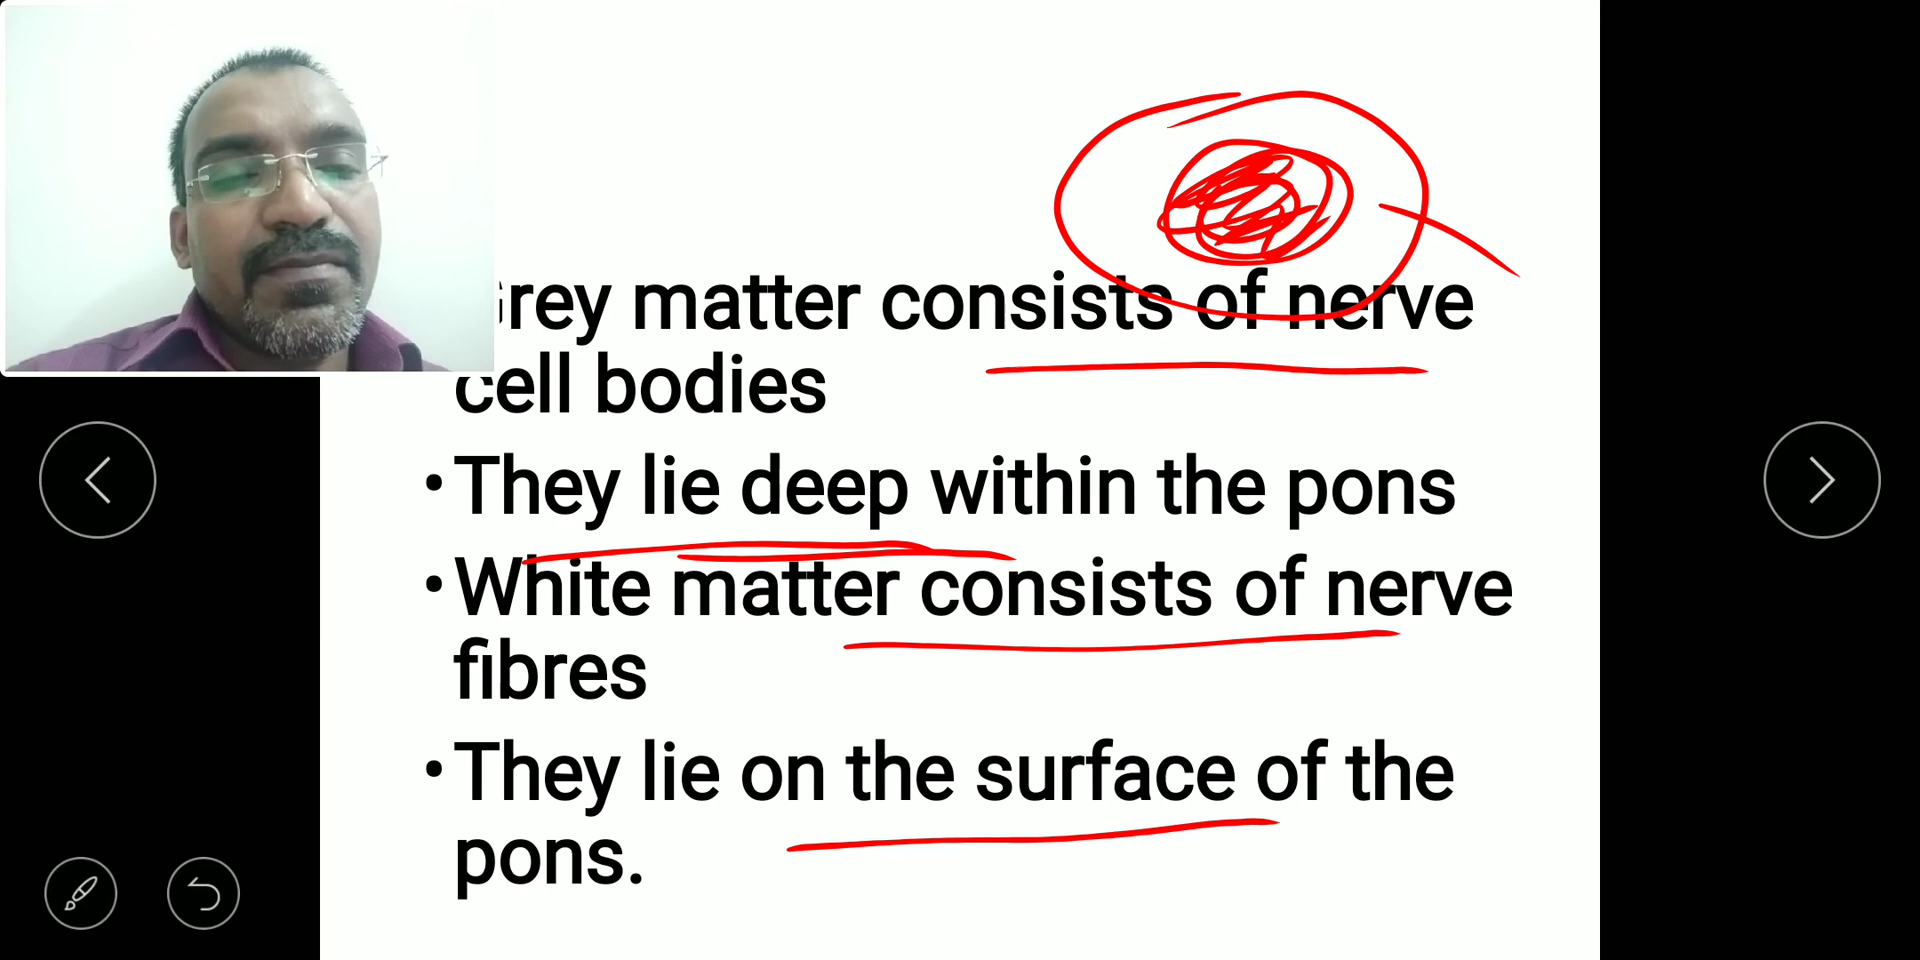 Grey matter consists of nerve
cell bodies
• They lie deep within the pons
• White matter consists of nerve
fibres
• They lie on the surface of the
pons.